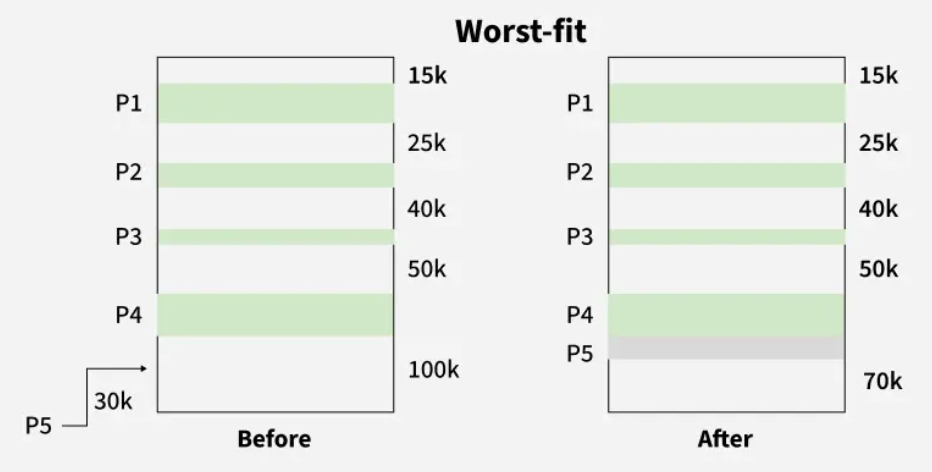 Worst-fit
15k
P1
25k
P2
40k
P3
50k
P4
100k
30k
P5
Before
15k
P1
25k
P2
40k
P3
50k
P4
P5
70k
After